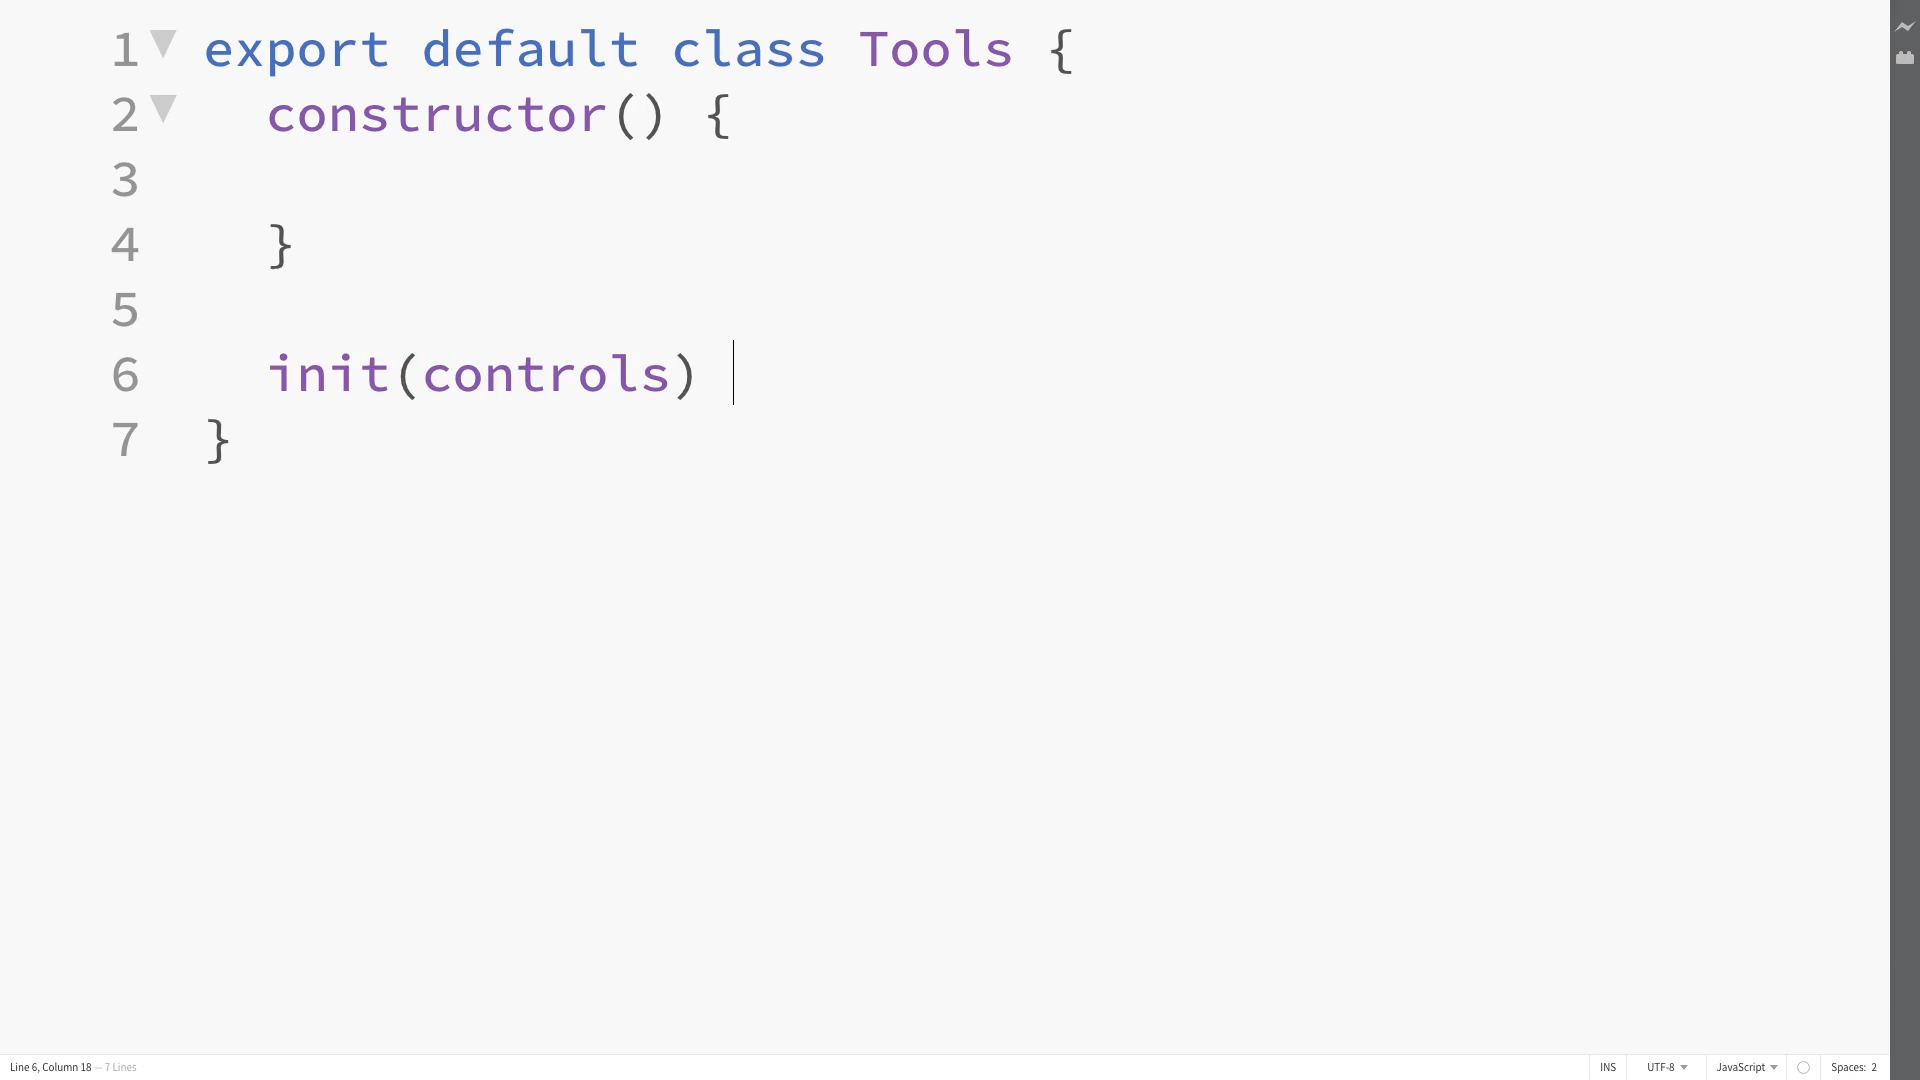 1 export default class Tools {
2 constructor() {
3
4 }
5
6 init(controls)
7 }
Line 6, Column 18 — 7 Lines INS UTF-8 JavaScript Spaces: 2